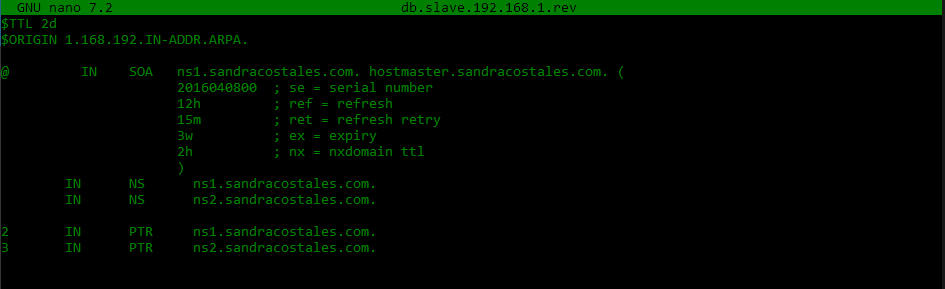 GNU nano 7.2 db.slave.192.168.1.rev
$TTL 2d
$ORIGIN 1.168.192.IN-ADDR.ARPA.
@ IN SOA ns1.sandracostales.com. hostmaster.sandracostales.com. (
2016040800 ; se = serial number
12h ; ref = refresh
15m ; ret = refresh retry
3w ; ex = expiry
2h ; nx = nxdomain ttl
)
IN NS ns1.sandracostales.com.
IN NS ns2.sandracostales.com.
2 IN PTR ns1.sandracostales.com.
3 IN PTR ns2.sandracostales.com.